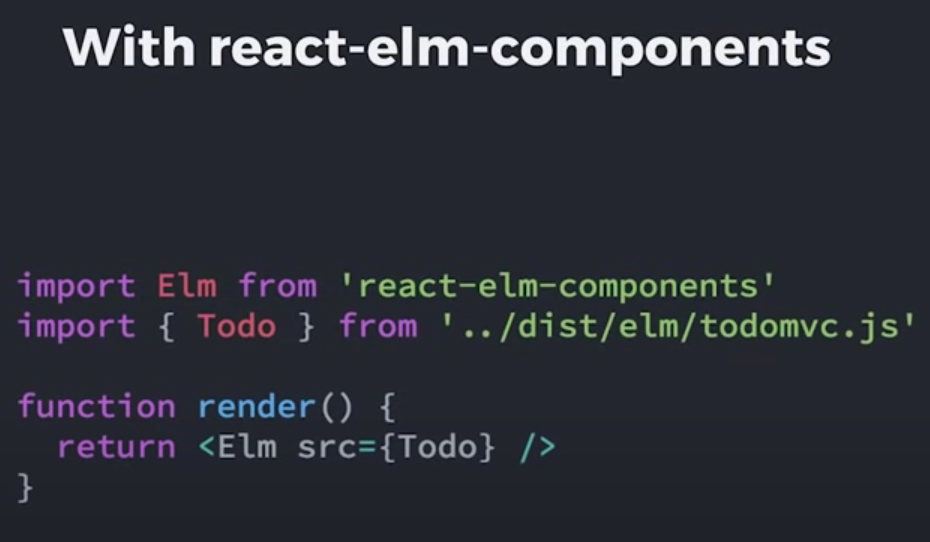 With react-elm-components
import Elm from 'react-elm-components'
import { Todo } from '../dist/elm/todomvc.js'
function render() {
  return <Elm src={Todo} />
}